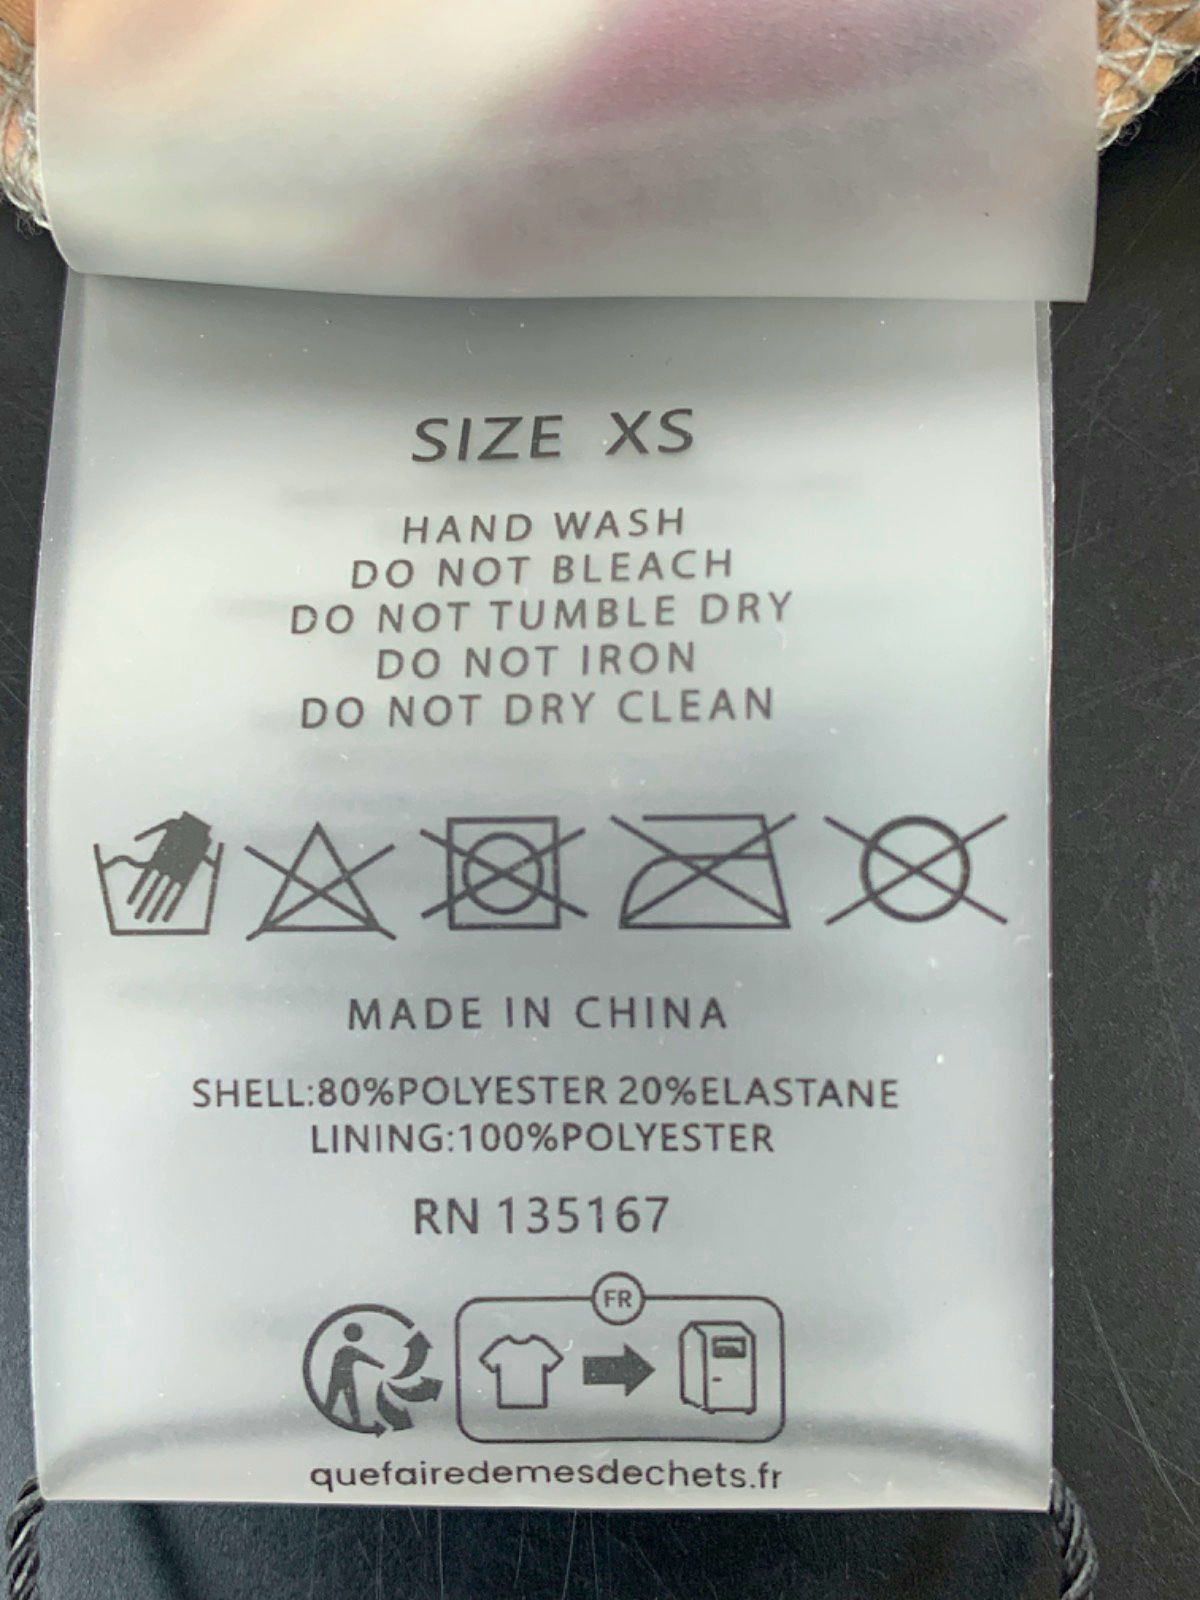 SIZE XS
HAND WASH
DO NOT BLEACH
DO NOT TUMBLE DRY
DO NOT IRON
DO NOT DRY CLEAN
MADE IN CHINA
SHELL:80%POLYESTER 20%ELASTANE
LINING:100%POLYESTER
RN 135167
FR
quefairedemesdechets.fr